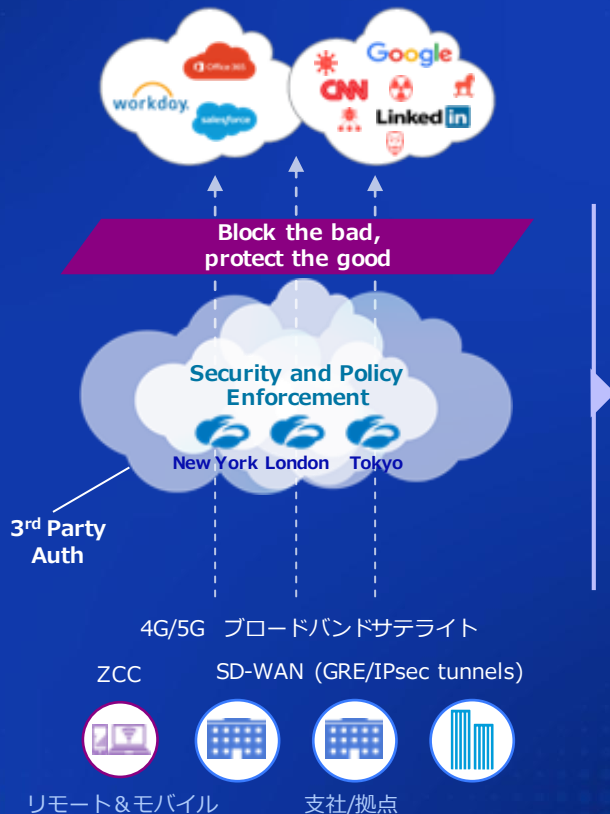 Office 365
Google
workday.
CNN
salesforce
Linked in
Block the bad,
protect the good
Security and Policy
Enforcement
New York London Tokyo
3rd Party
Auth
4G/5G ブロードバンドサテライト
ZCC
SD-WAN (GRE/IPsec tunnels)
リモート＆モバイル
支社/拠点